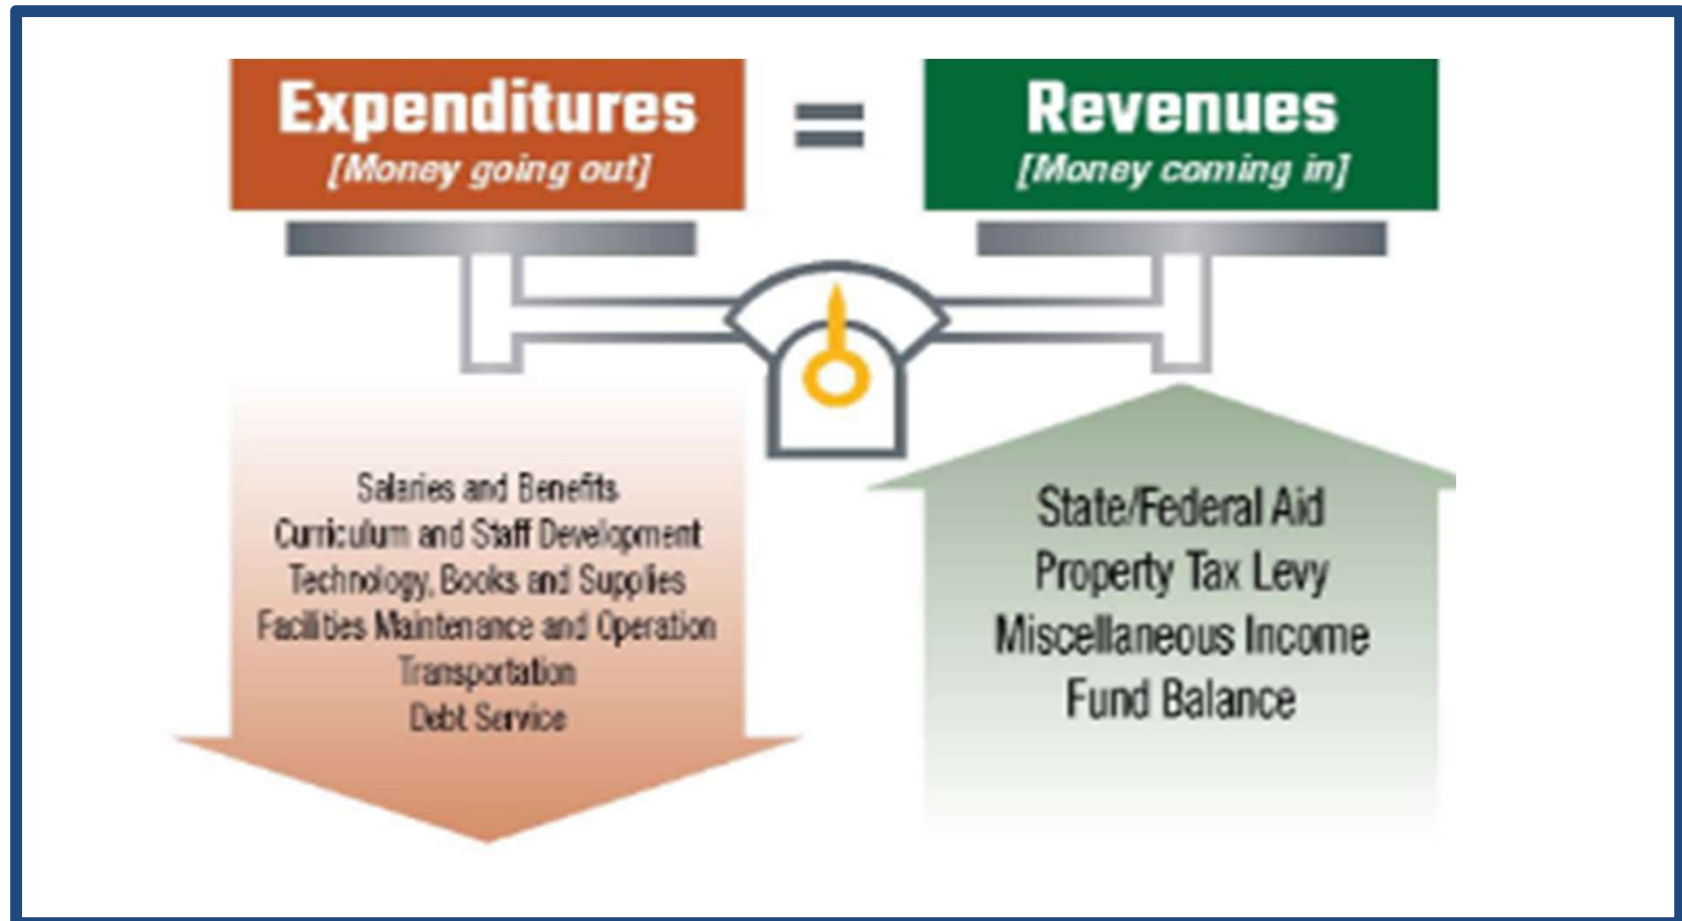 Expenditures
[Money going out]
=
Revenues
[Money coming in]
Salaries and Benefits
Curriculum and Staff Development
Technology, Books and Supplies
Facilities Maintenance and Operation
Transportation
Debt Service
State/Federal Aid
Property Tax Levy
Miscellaneous Income
Fund Balance